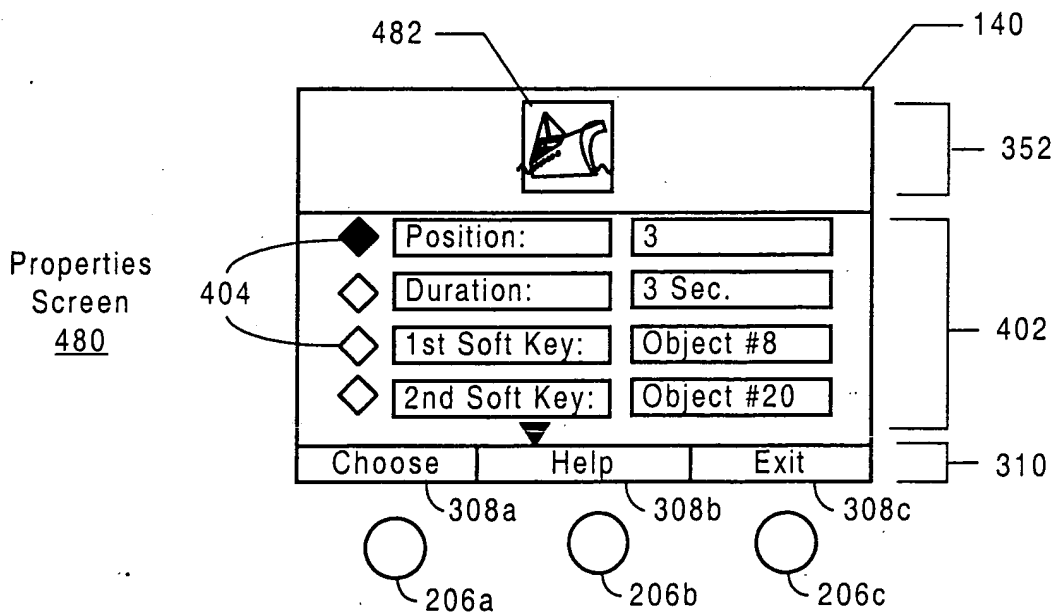 482
140
352
Properties
Screen
480
404
Position: 3
Duration: 3 Sec.
1st Soft Key: Object #8
2nd Soft Key: Object #20
402
Choose Help Exit
310
308a 308b 308c
206a 206b 206c